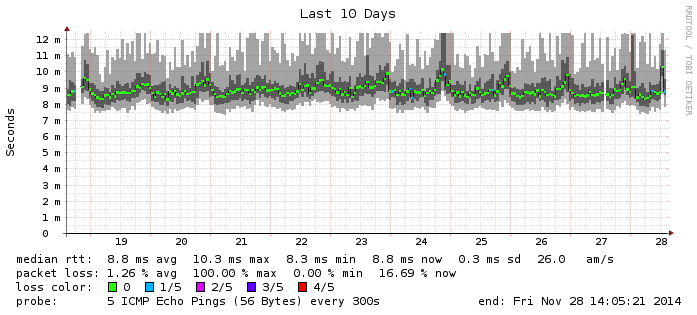 Last 10 Days
RRDTOOL / TOBI OETIKER
Seconds
12 m
11 m
10 m
9 m
8 m
7 m
6 m
5 m
4 m
3 m
2 m
1 m
0
19 20 21 22 23 24 25 26 27 28
median rtt: 8.8 ms avg 10.3 ms max 8.3 ms min 8.8 ms now 0.3 ms sd 26.0 am/s
packet loss: 1.26 % avg 100.00 % max 0.00 % min 16.69 % now
loss color: 0 1/5 2/5 3/5 4/5
probe: 5 ICMP Echo Pings (56 Bytes) every 300s end: Fri Nov 28 14:05:21 2014